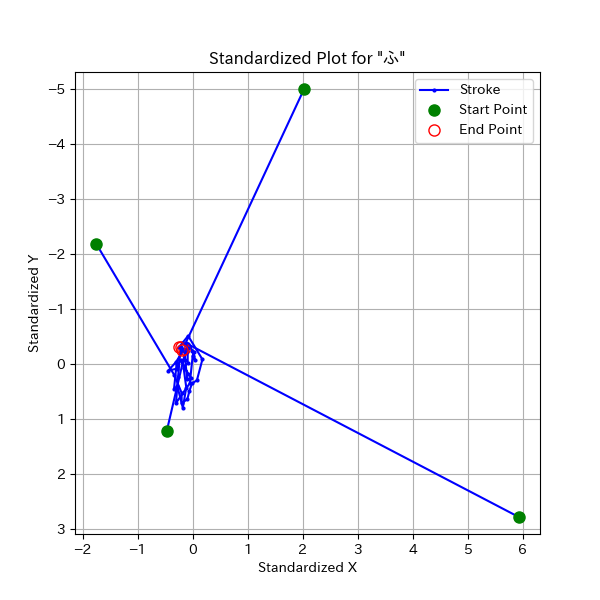 Standardized Plot for "ふ"
Stroke
Start Point
End Point
Standardized Y
−5
−4
−3
−2
−1
0
1
2
3
−2 −1 0 1 2 3 4 5 6
Standardized X